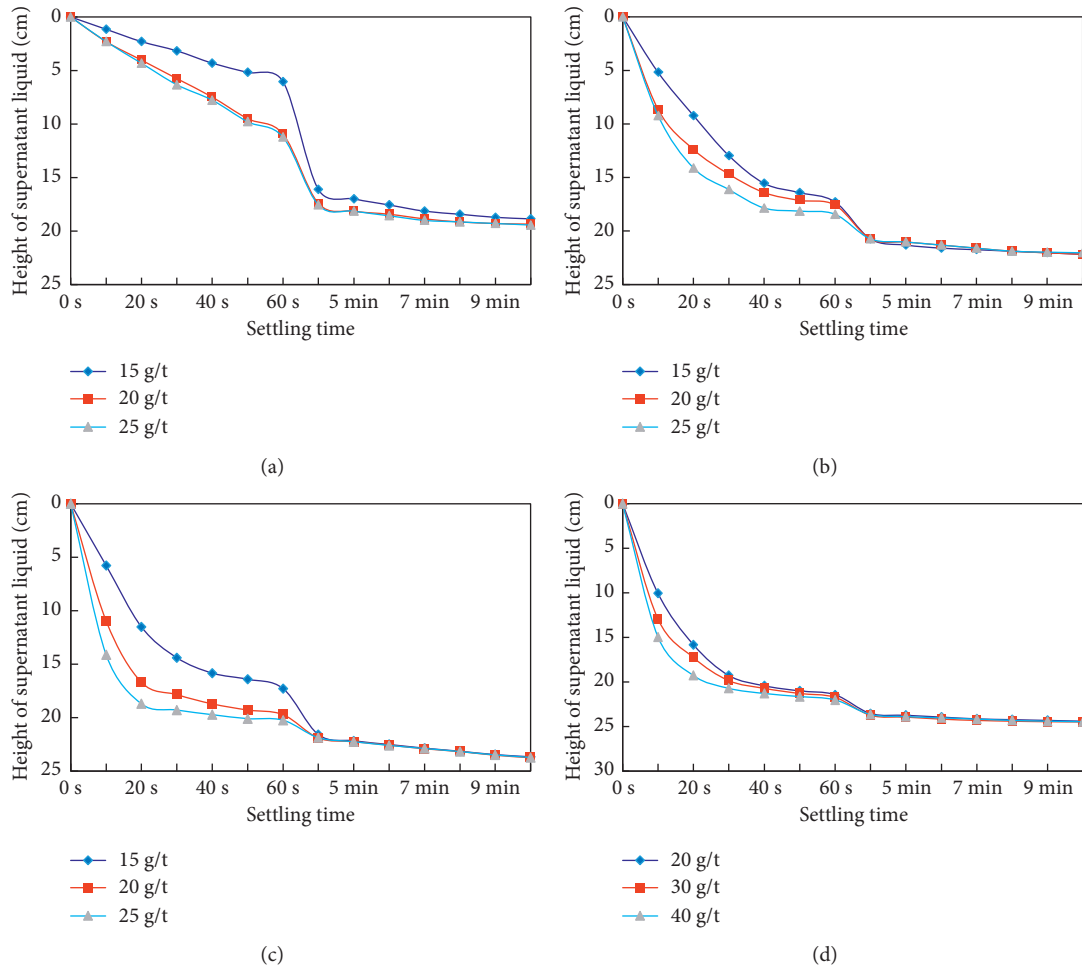 Height of supernatant liquid (cm)
0
5
10
15
20
25
0 s
20 s
40 s
60 s
5 min
7 min
9 min
Settling time
15 g/t
20 g/t
25 g/t
(a)
Height of supernatant liquid (cm)
0
5
10
15
20
25
0 s
20 s
40 s
60 s
5 min
7 min
9 min
Settling time
15 g/t
20 g/t
25 g/t
(b)
Height of supernatant liquid (cm)
0
5
10
15
20
25
0 s
20 s
40 s
60 s
5 min
7 min
9 min
Settling time
15 g/t
20 g/t
25 g/t
(c)
Height of supernatant liquid (cm)
0
5
10
15
20
25
30
0 s
20 s
40 s
60 s
5 min
7 min
9 min
Settling time
20 g/t
30 g/t
40 g/t
(d)